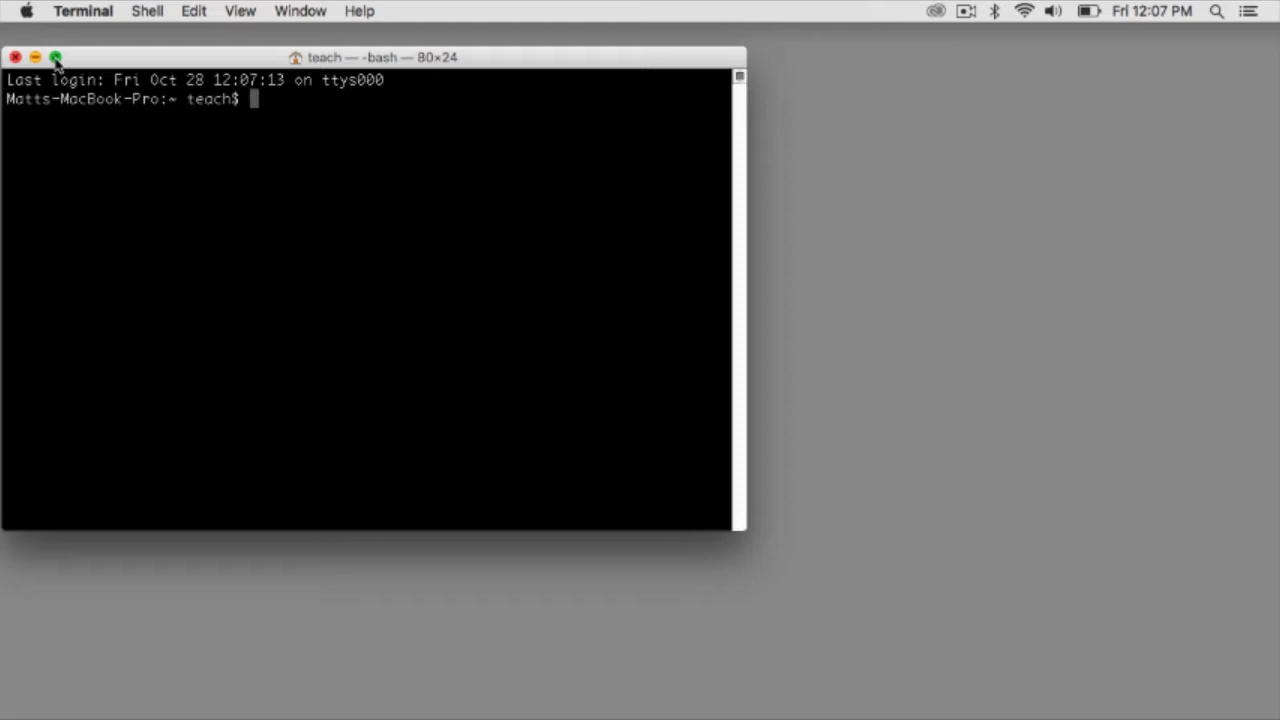 Terminal Shell Edit View Window Help Fri 12:07 PM
teach — -bash — 80×24
Last login: Fri Oct 28 12:07:13 on ttys000
Matts-MacBook-Pro:~ teach$